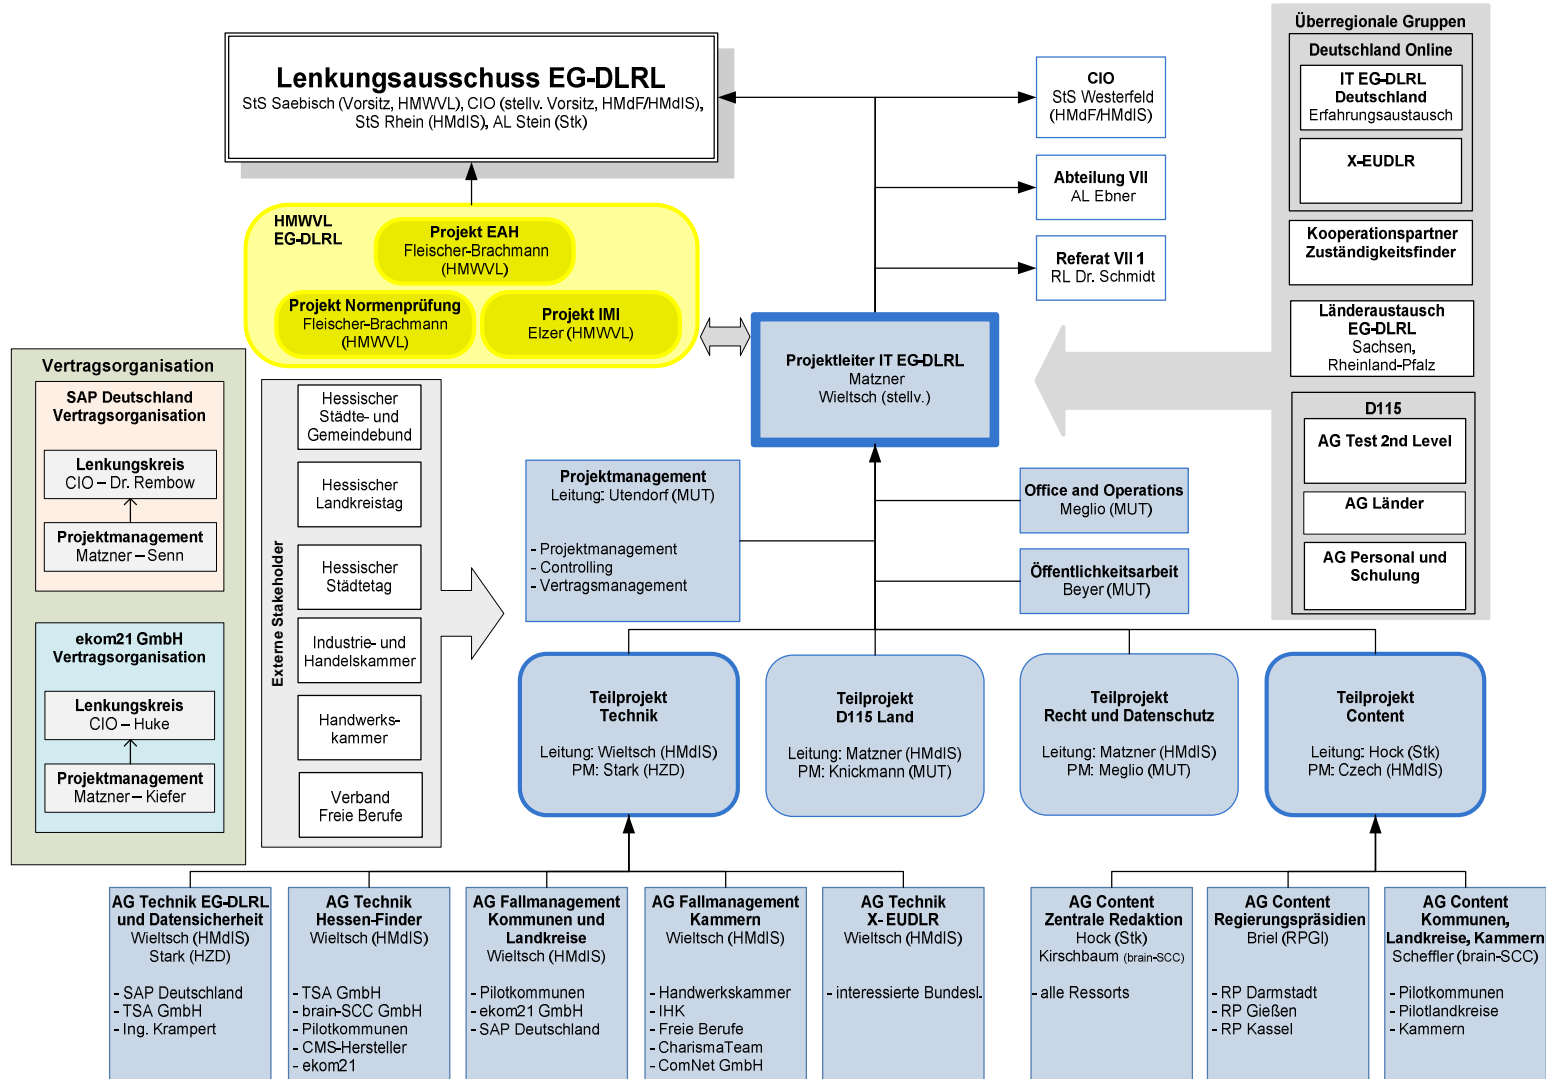 Lenkungsausschuss EG-DLRL
StS Saebisch (Vorsitz, HMWVL), CIO (stellv. Vorsitz, HMdF/HMdIS),
StS Rhein (HMdIS), AL Stein (Stk)
CIO
StS Westerfeld
(HMdF/HMdIS)
Abteilung VII
AL Ebner
Referat VII 1
RL Dr. Schmidt
Überregionale Gruppen
Deutschland Online
IT EG-DLRL
Deutschland
Erfahrungsaustausch
X-EUDLR
Kooperationspartner
Zuständigkeitsfinder
Länderaustausch
EG-DLRL
Sachsen,
Rheinland-Pfalz
D115
AG Test 2nd Level
AG Länder
AG Personal und
Schulung
HMWVL
EG-DLRL
Projekt EAH
Fleischer-Brachmann
(HMWVL)
Projekt Normenprüfung
Fleischer-Brachmann
(HMWVL)
Projekt IMI
Elzer (HMWVL)
Projektleiter IT EG-DLRL
Matzner
Wieltsch (stellv.)
Vertragsorganisation
SAP Deutschland
Vertragsorganisation
Lenkungskreis
CIO – Dr. Rembow
Projektmanagement
Matzner – Senn
ekom21 GmbH
Vertragsorganisation
Lenkungskreis
CIO – Huke
Projektmanagement
Matzner – Kiefer
Externe Stakeholder
Hessischer
Städte- und
Gemeindebund
Hessischer
Landkreistag
Hessischer
Städtetag
Industrie- und
Handelskammer
Handwerks-
kammer
Verband
Freie Berufe
Projektmanagement
Leitung: Utendorf (MUT)
- Projektmanagement
- Controlling
- Vertragsmanagement
Office and Operations
Meglio (MUT)
Öffentlichkeitsarbeit
Beyer (MUT)
Teilprojekt
Technik
Leitung: Wieltsch (HMdIS)
PM: Stark (HZD)
Teilprojekt
D115 Land
Leitung: Matzner (HMdIS)
PM: Knickmann (MUT)
Teilprojekt
Recht und Datenschutz
Leitung: Matzner (HMdIS)
PM: Meglio (MUT)
Teilprojekt
Content
Leitung: Hock (Stk)
PM: Czech (HMdIS)
AG Technik EG-DLRL
und Datensicherheit
Wieltsch (HMdIS)
Stark (HZD)
- SAP Deutschland
- TSA GmbH
- Ing. Krampert
AG Technik
Hessen-Finder
Wieltsch (HMdIS)
- TSA GmbH
- brain-SCC GmbH
- Pilotkommunen
- CMS-Hersteller
- ekom21
AG Fallmanagement
Kommunen und
Landkreise
Wieltsch (HMdIS)
- Pilotkommunen
- ekom21 GmbH
- SAP Deutschland
AG Fallmanagement
Kammern
Wieltsch (HMdIS)
- Handwerkskammer
- IHK
- Freie Berufe
- CharismaTeam
- ComNet GmbH
AG Technik
X- EUDLR
Wieltsch (HMdIS)
- interessierte Bundesl.
AG Content
Zentrale Redaktion
Hock (Stk)
Kirschbaum (brain-SCC)
- alle Ressorts
AG Content
Regierungspräsidien
Briel (RPGI)
- RP Darmstadt
- RP Gießen
- RP Kassel
AG Content
Kommunen,
Landkreise, Kammern
Scheffler (brain-SCC)
- Pilotkommunen
- Pilotlandkreise
- Kammern